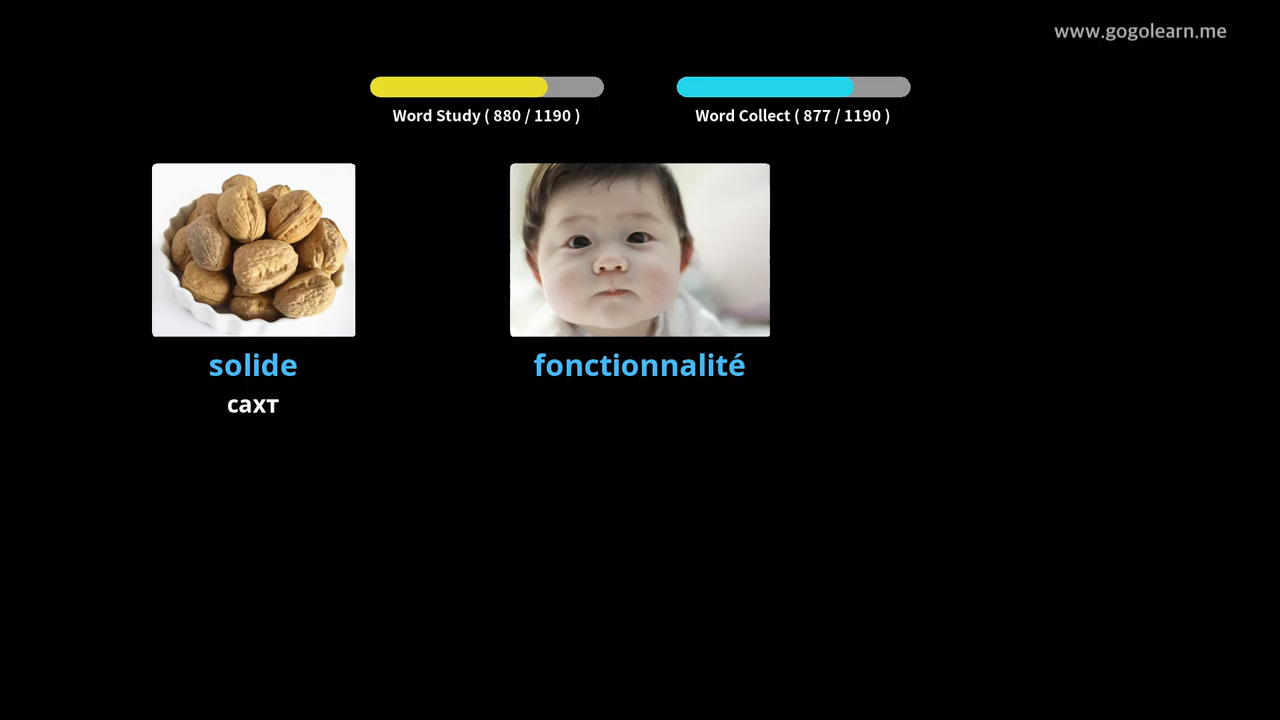 www.gogolearn.me
Word Study ( 880 / 1190 )
Word Collect ( 877 / 1190 )
solide
fonctionnalité
сахт